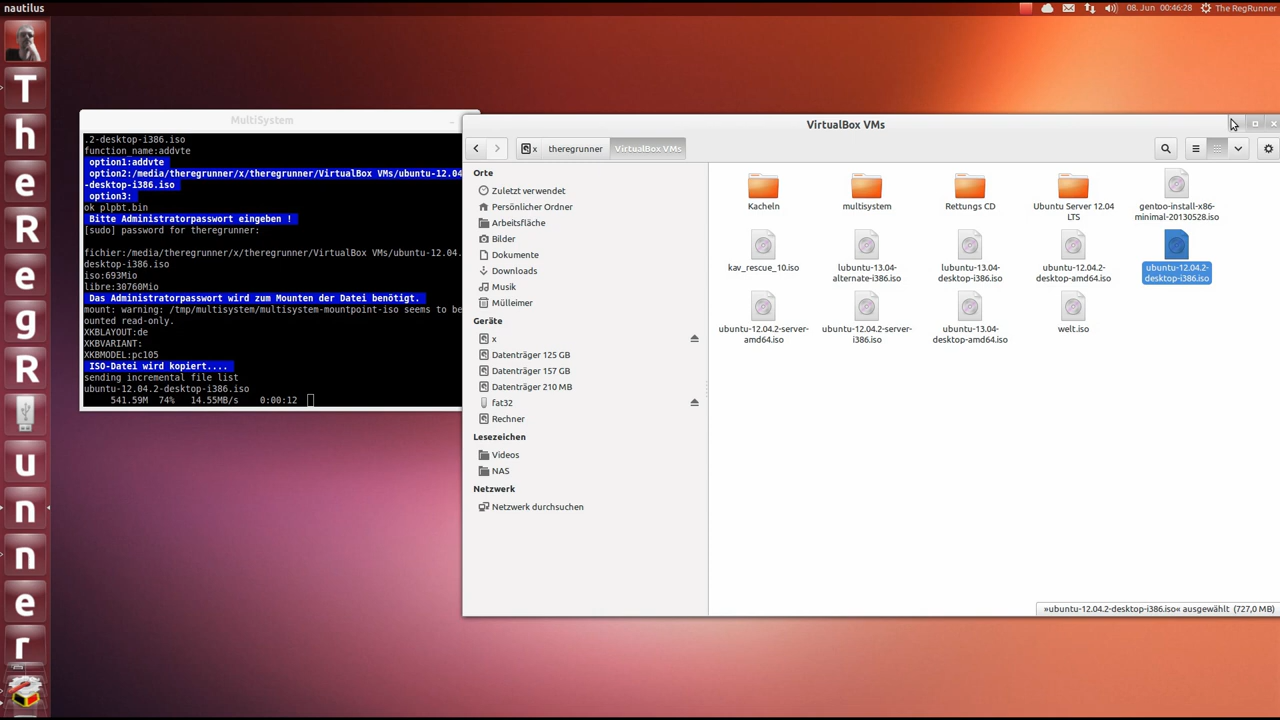 nautilus
08. Jun 00:46:28
The RegRunner
T
h
e
R
e
g
R
u
n
n
e
r
MultiSystem
.2-desktop-i386.iso
function_name:addvte
option1:addvte
option2:/media/theregrunner/x/theregrunner/VirtualBox VMs/ubuntu-12.04
-desktop-i386.iso
option3:
ok plpbt.bin
Bitte Administratorpasswort eingeben !
[sudo] password for theregrunner:
fichier:/media/theregrunner/x/theregrunner/VirtualBox VMs/ubuntu-12.04.
desktop-i386.iso
iso:693Mio
libre:30760Mio
Das Administratorpasswort wird zum Mounten der Datei benötigt.
mount: warning: /tmp/multisystem/multisystem-mountpoint-iso seems to be
ounted read-only.
XKBLAYOUT:de
XKBVARIANT:
XKBMODEL:pc105
ISO-Datei wird kopiert....
sending incremental file list
ubuntu-12.04.2-desktop-i386.iso
541.59M 74% 14.55MB/s 0:00:12
VirtualBox VMs
x theregrunner VirtualBox VMs
Orte
Zuletzt verwendet
Persönlicher Ordner
Arbeitsfläche
Bilder
Dokumente
Downloads
Musik
Mülleimer
Geräte
x
Datenträger 125 GB
Datenträger 157 GB
Datenträger 210 MB
fat32
Rechner
Lesezeichen
Videos
NAS
Netzwerk
Netzwerk durchsuchen
Kacheln
multisystem
Rettungs CD
Ubuntu Server 12.04
LTS
gentoo-install-x86-
minimal-20130528.iso
kav_rescue_10.iso
lubuntu-13.04-
alternate-i386.iso
lubuntu-13.04-
desktop-i386.iso
ubuntu-12.04.2-
desktop-amd64.iso
ubuntu-12.04.2-
desktop-i386.iso
ubuntu-12.04.2-server-
amd64.iso
ubuntu-12.04.2-server-
i386.iso
ubuntu-13.04-
desktop-amd64.iso
welt.iso
»ubuntu-12.04.2-desktop-i386.iso« ausgewählt (727,0 MB)